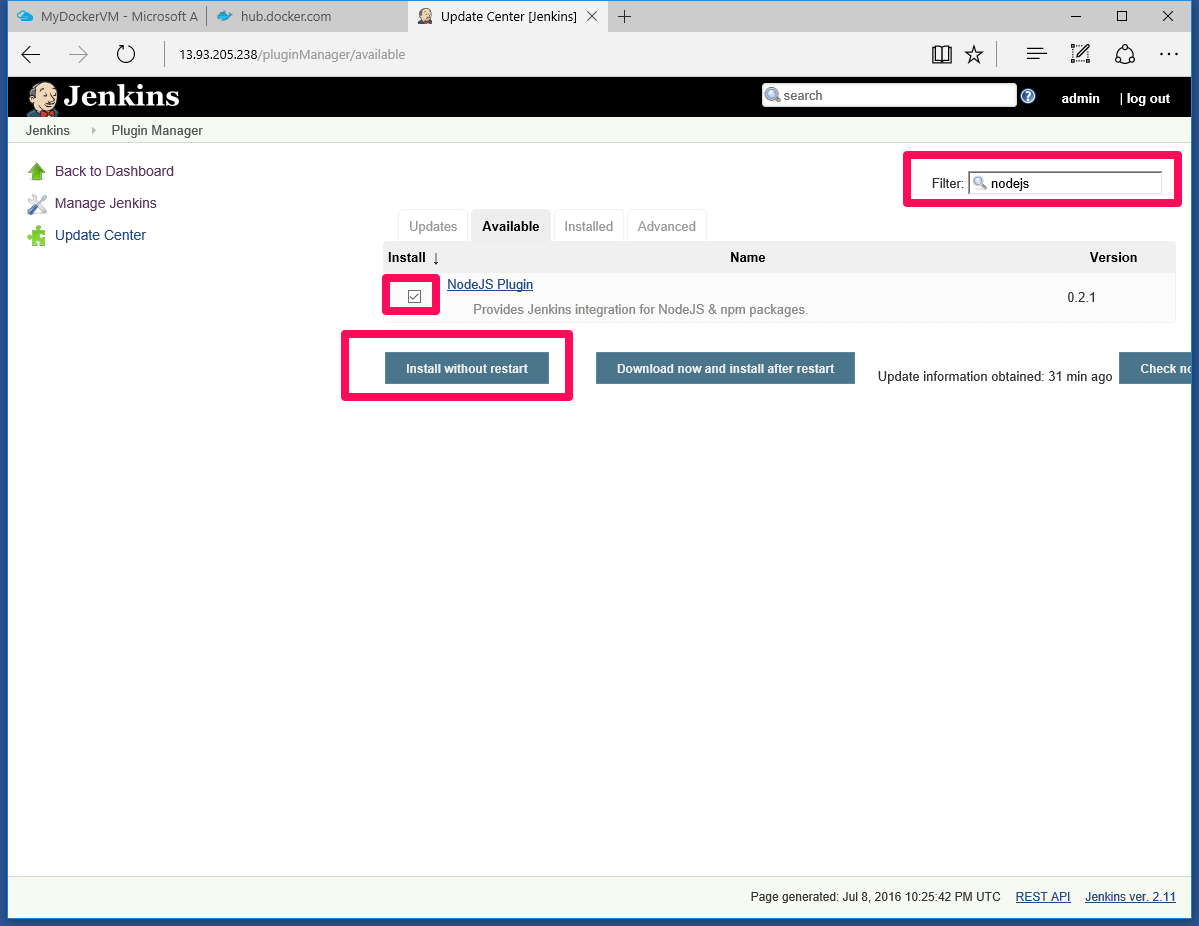 MyDockerVM - Microsoft A
hub.docker.com
Update Center [Jenkins]
13.93.205.238/pluginManager/available
Jenkins
search
admin
| log out
Jenkins
Plugin Manager
Back to Dashboard
Manage Jenkins
Update Center
Filter: nodejs
Updates
Available
Installed
Advanced
Install ↓
Name
Version
NodeJS Plugin
Provides Jenkins integration for NodeJS & npm packages.
0.2.1
Install without restart
Download now and install after restart
Update information obtained: 31 min ago
Check no
Page generated: Jul 8, 2016 10:25:42 PM UTC
REST API
Jenkins ver. 2.11